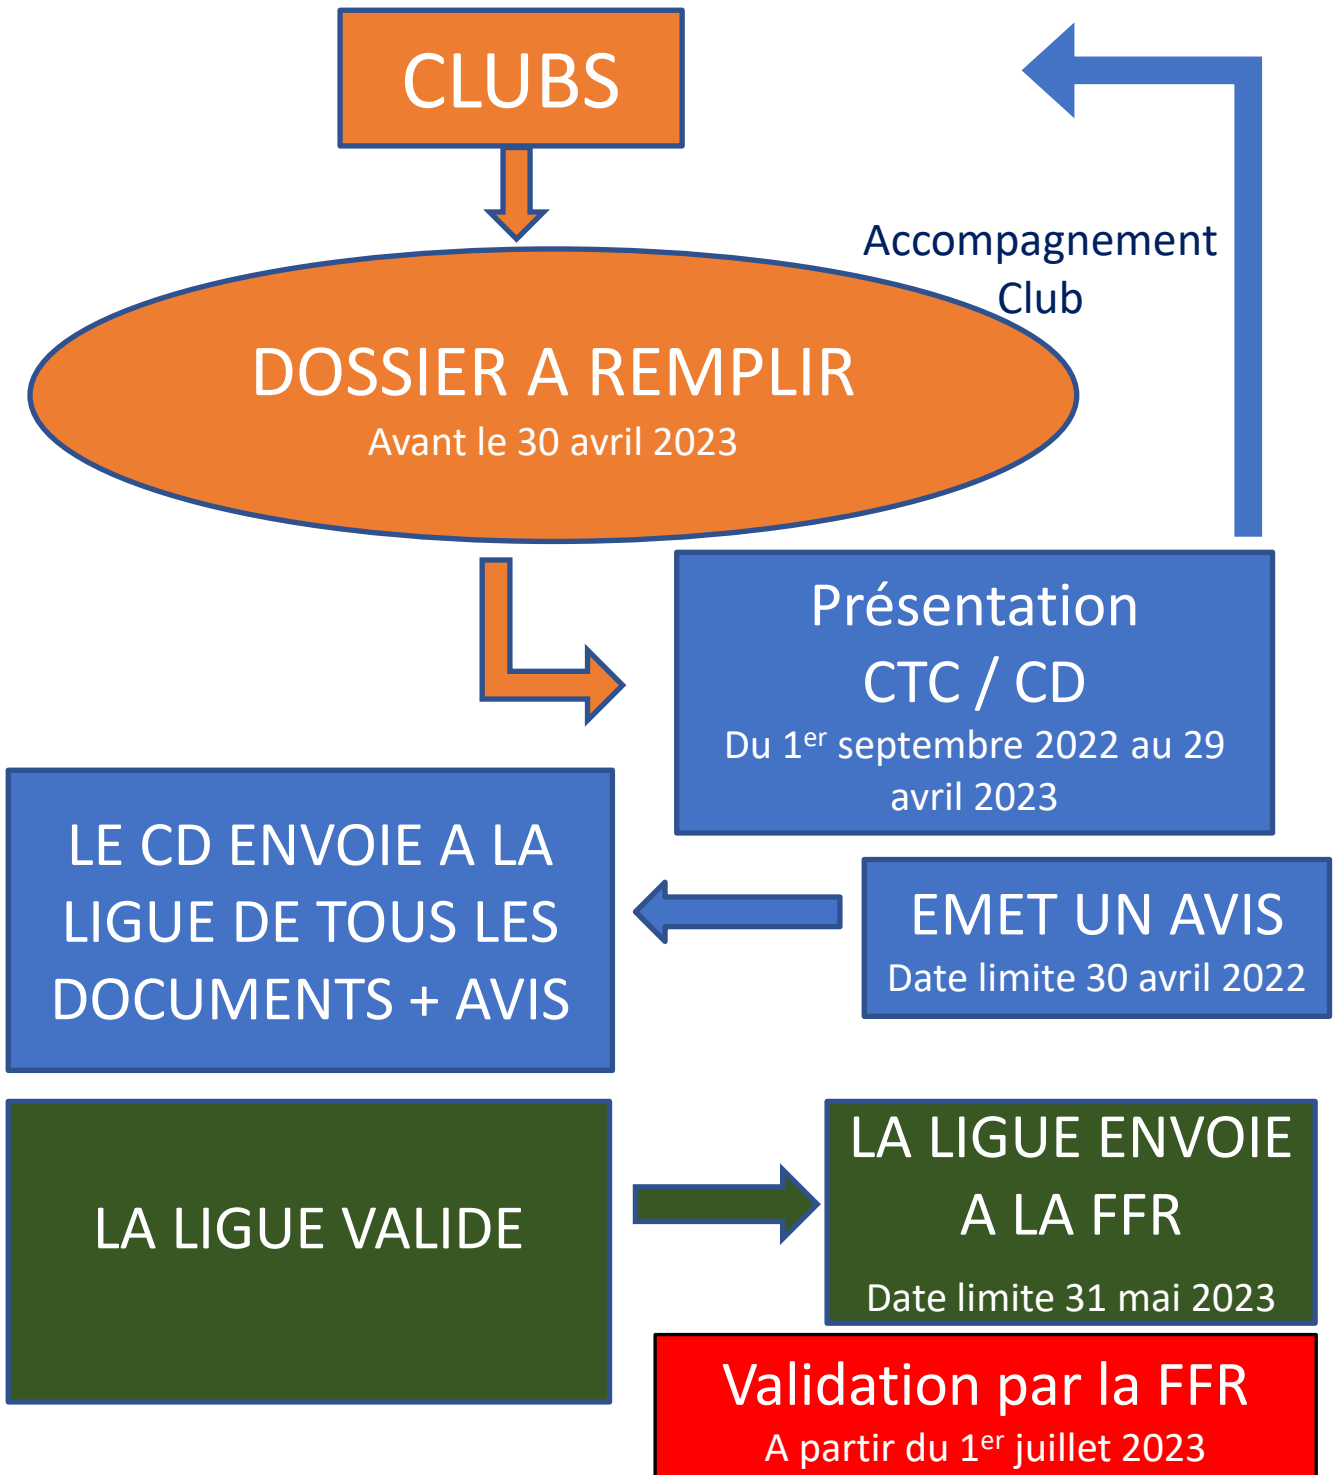 CLUBS
Accompagnement
Club
DOSSIER A REMPLIR
Avant le 30 avril 2023
Présentation
CTC / CD
Du 1er septembre 2022 au 29
avril 2023
LE CD ENVOIE A LA
LIGUE DE TOUS LES
DOCUMENTS + AVIS
EMET UN AVIS
Date limite 30 avril 2022
LA LIGUE VALIDE
LA LIGUE ENVOIE
A LA FFR
Date limite 31 mai 2023
Validation par la FFR
A partir du 1er juillet 2023